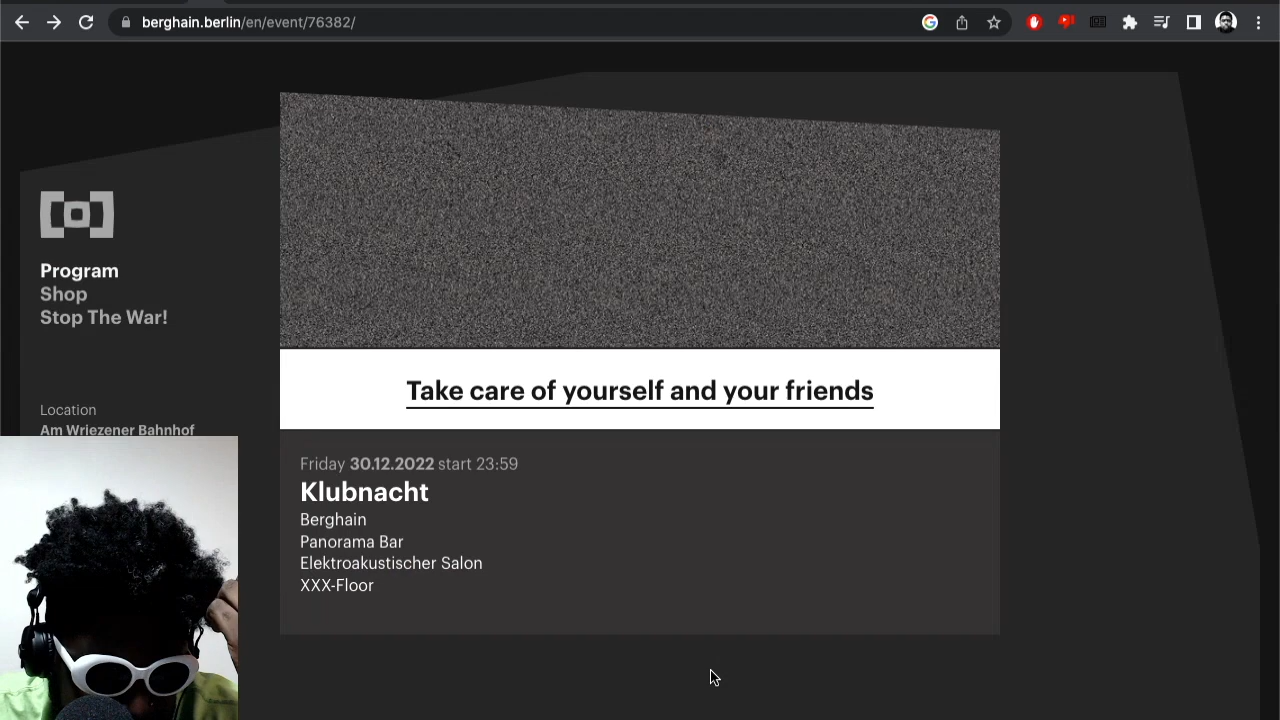 berghain.berlin/en/event/76382/
Program
Shop
Stop The War!
Location
Am Wriezener Bahnhof
Take care of yourself and your friends
Friday 30.12.2022 start 23:59
Klubnacht
Berghain
Panorama Bar
Elektroakustischer Salon
XXX-Floor